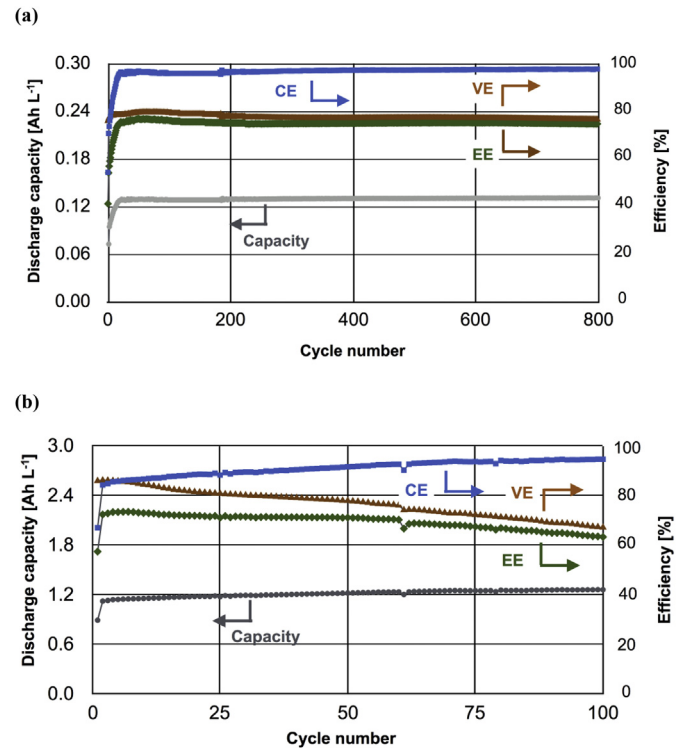 (a)
Discharge capacity [Ah L-1]
0.30
0.24
0.18
0.12
0.06
0.00
CE
VE
EE
Capacity
100
80
60
40
20
0
Efficiency [%]
0
200
400
600
800
Cycle number
(b)
Discharge capacity [Ah L-1]
3.0
2.4
1.8
1.2
0.6
0.0
CE
VE
EE
Capacity
100
80
60
40
20
0
Efficiency [%]
0
25
50
75
100
Cycle number